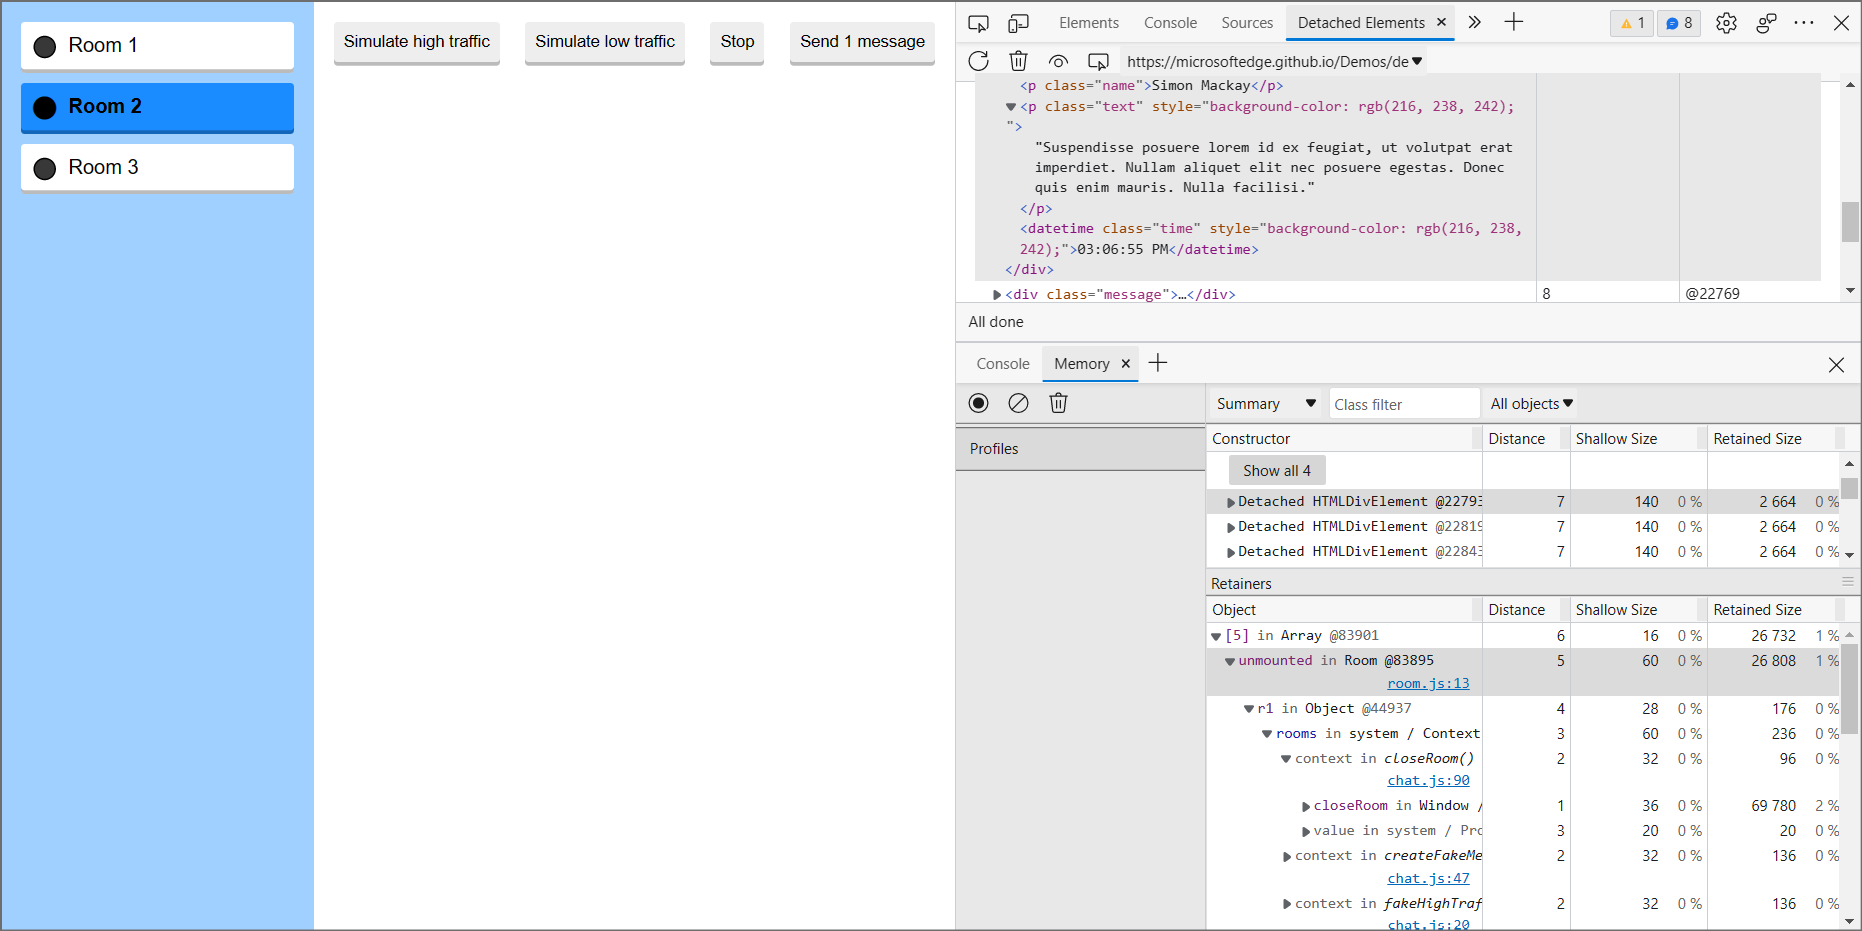 Room 1
Room 2
Room 3
Simulate high traffic
Simulate low traffic
Stop
Send 1 message
Elements
Console
Sources
Detached Elements
1
8
https://microsoftedge.github.io/Demos/de
<p class="name">Simon Mackay</p>
<p class="text" style="background-color: rgb(216, 238, 242);
">
"Suspendisse posuere lorem id ex feugiat, ut volutpat erat
imperdiet. Nullam aliquet elit nec posuere egestas. Donec
quis enim mauris. Nulla facilisi."
</p>
<datetime class="time" style="background-color: rgb(216, 238,
242);">03:06:55 PM</datetime>
</div>
<div class="message">…</div> 8 @22769
All done
Console
Memory
Summary
Class filter
All objects
Profiles
Constructor Distance Shallow Size Retained Size
Show all 4
Detached HTMLDivElement @22793 7 140 0 % 2 664 0 %
Detached HTMLDivElement @22819 7 140 0 % 2 664 0 %
Detached HTMLDivElement @22843 7 140 0 % 2 664 0 %
Retainers
Object Distance Shallow Size Retained Size
[5] in Array @83901 6 16 0 % 26 732 1 %
unmounted in Room @83895 5 60 0 % 26 808 1 %
room.js:13
r1 in Object @44937 4 28 0 % 176 0 %
rooms in system / Context 3 60 0 % 236 0 %
context in closeRoom() 2 32 0 % 96 0 %
chat.js:90
closeRoom in Window / 1 36 0 % 69 780 2 %
value in system / Pro 3 20 0 % 20 0 %
context in createFakeMe 2 32 0 % 136 0 %
chat.js:47
context in fakeHighTraf 2 32 0 % 136 0 %
chat.js:20